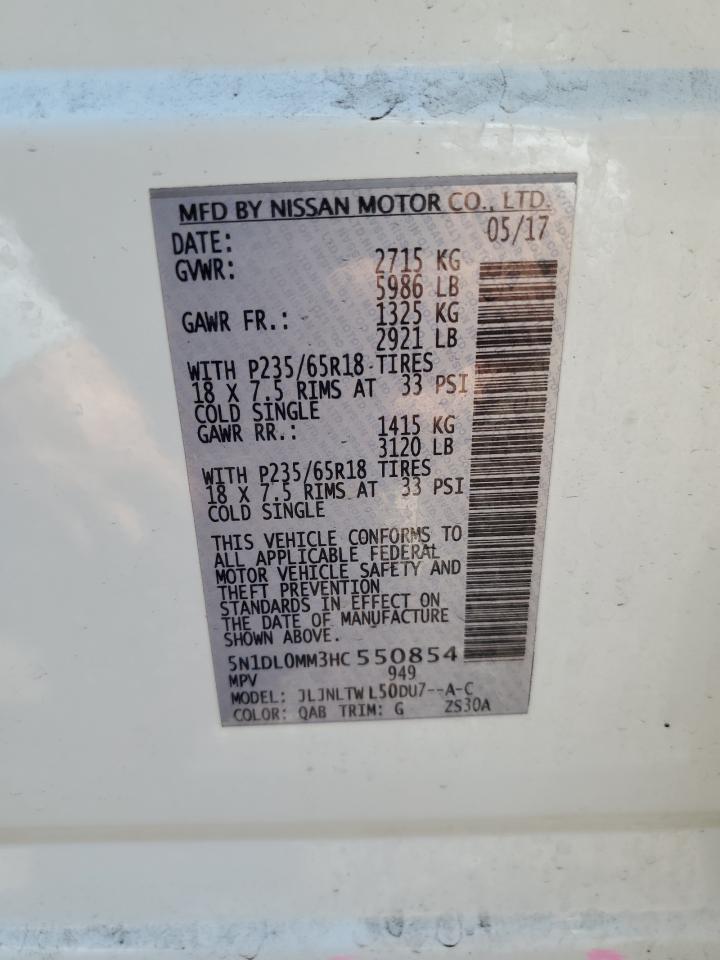 MFD BY NISSAN MOTOR CO., LTD.
DATE: 05/17
GVWR: 2715 KG
5986 LB
GAWR FR.: 1325 KG
2921 LB
WITH P235/65R18 TIRES
18 X 7.5 RIMS AT 33 PSI
COLD SINGLE
GAWR RR.: 1415 KG
3120 LB
WITH P235/65R18 TIRES
18 X 7.5 RIMS AT 33 PSI
COLD SINGLE
THIS VEHICLE CONFORMS TO
ALL APPLICABLE FEDERAL
MOTOR VEHICLE SAFETY AND
THEFT PREVENTION
STANDARDS IN EFFECT ON
THE DATE OF MANUFACTURE
SHOWN ABOVE.
5N1DL0MM3HC 550854
MPV 949
MODEL: JLJNLTW L50DU7--A-C
COLOR: QAB TRIM: G ZS30A